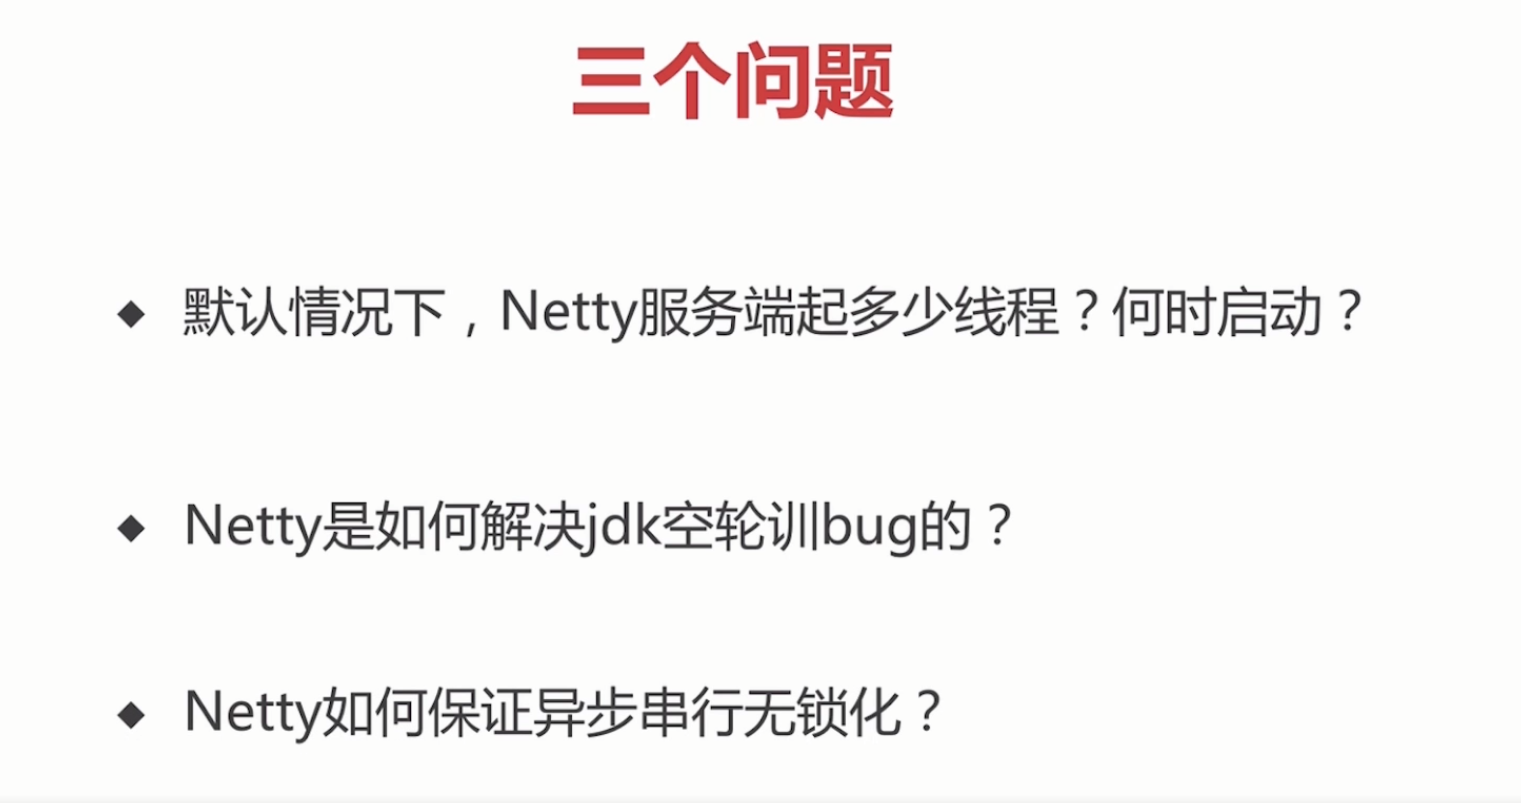 三个问题
◆ 默认情况下，Netty服务端起多少线程？何时启动？
◆ Netty是如何解决jdk空轮训bug的？
◆ Netty如何保证异步串行无锁化？